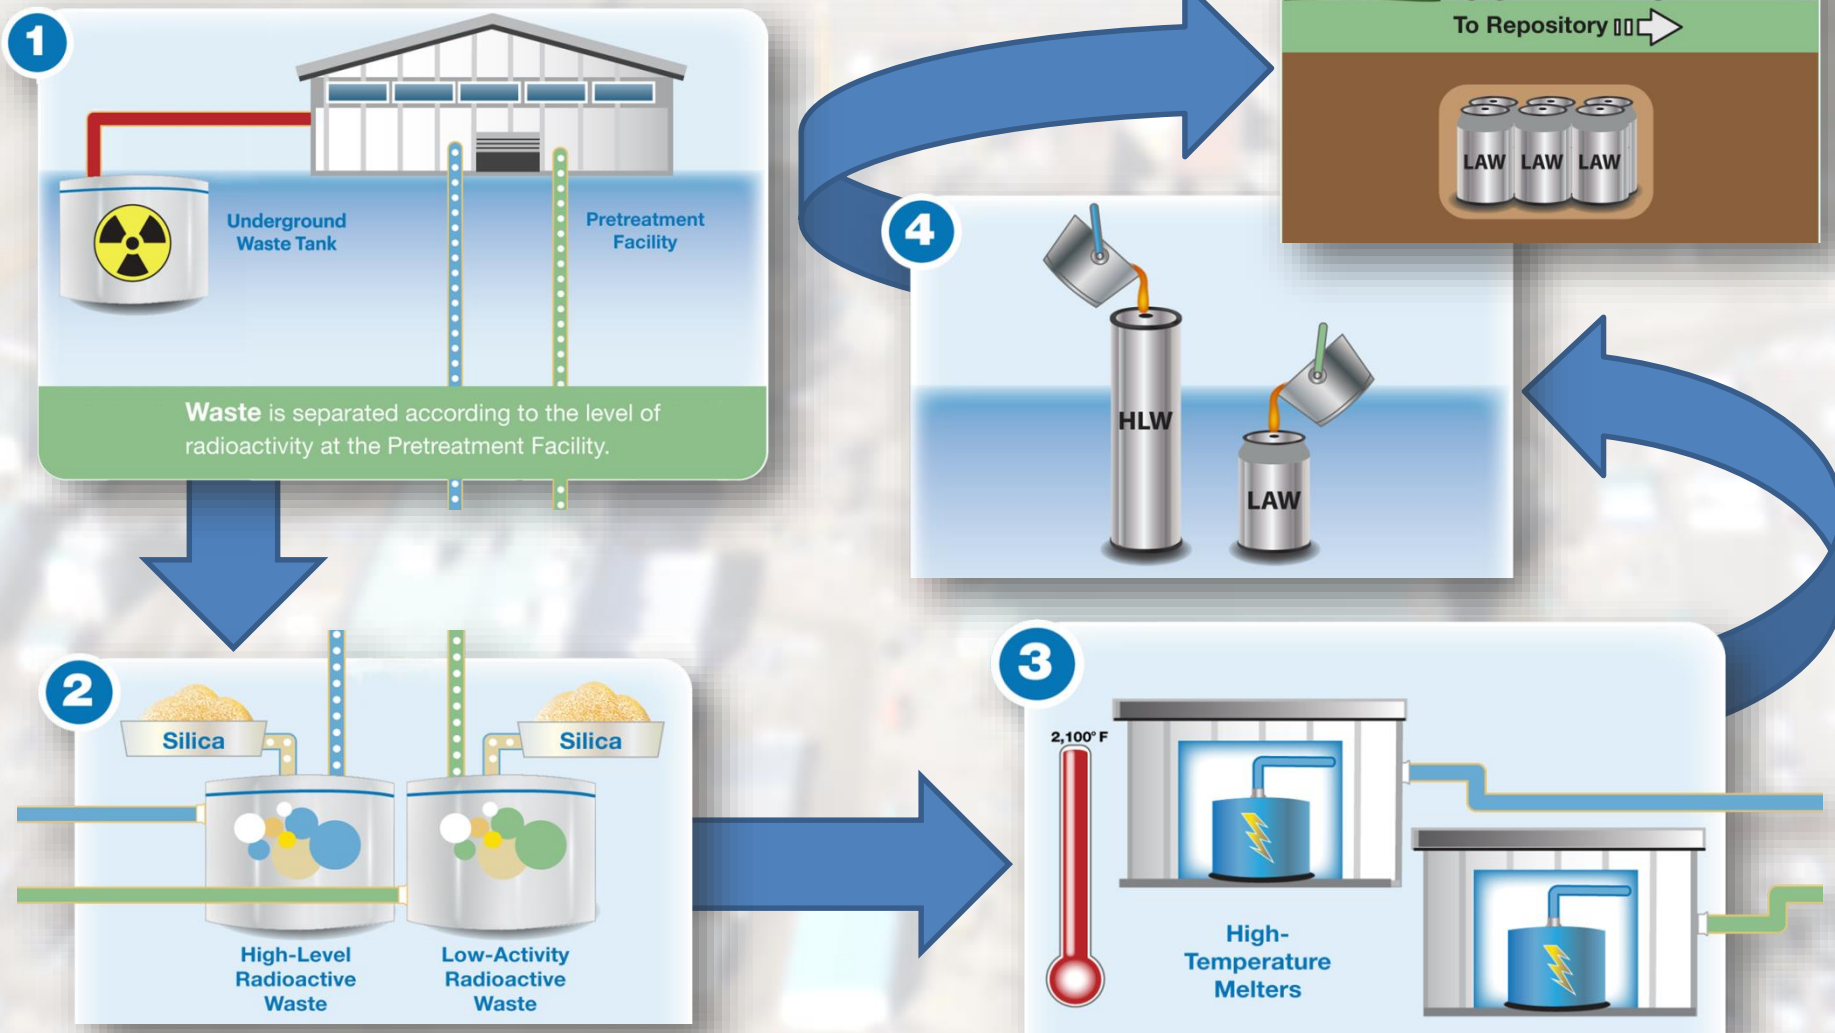 1
Underground
Waste Tank
Pretreatment
Facility
Waste is separated according to the level of
radioactivity at the Pretreatment Facility.
2
Silica
Silica
High-Level
Radioactive
Waste
Low-Activity
Radioactive
Waste
3
2,100° F
High-
Temperature
Melters
4
HLW
LAW
To Repository
LAW
LAW
LAW